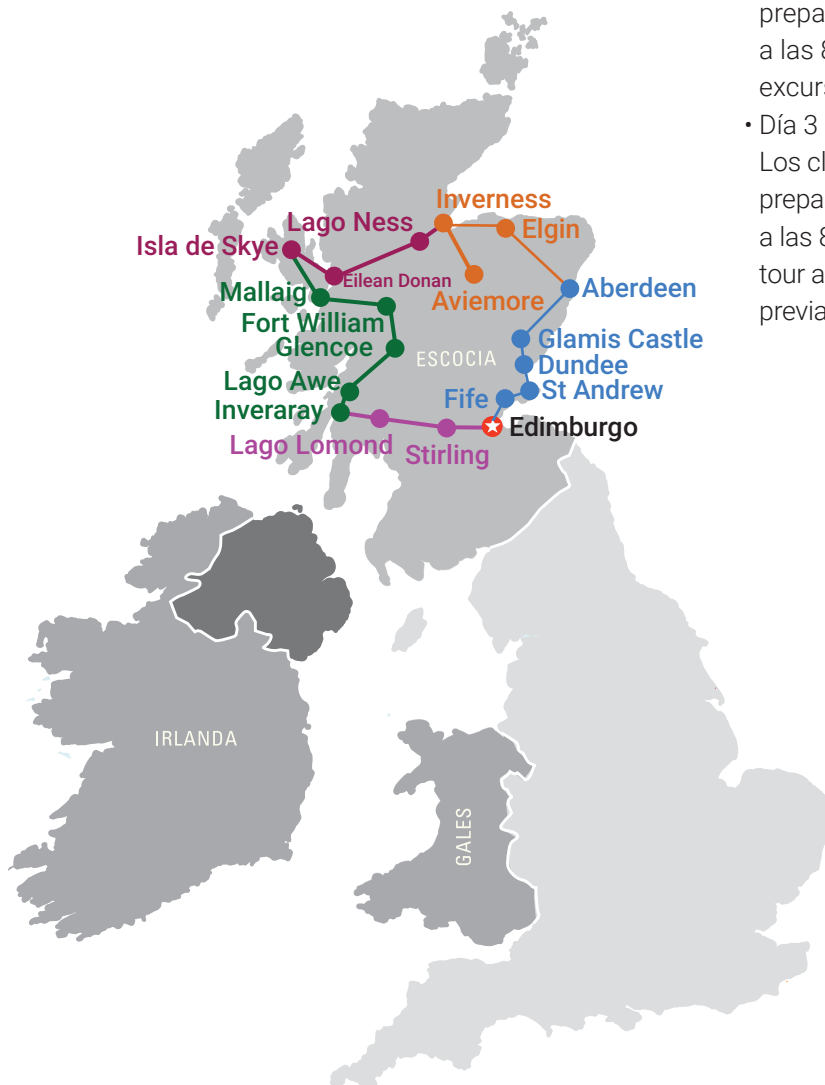 prepa
a las 8
excurs
• Día 3
Los cl
prepa
a las 8
tour a
previa
Inverness
Lago Ness
Elgin
Isla de Skye
Eilean Donan
Mallaig
Aviemore
Aberdeen
Fort William
Glencoe
Glamis Castle
ESCOCIA
Dundee
Lago Awe
St Andrew
Fife
Inveraray
Edimburgo
Lago Lomond
Stirling
IRLANDA
GALES